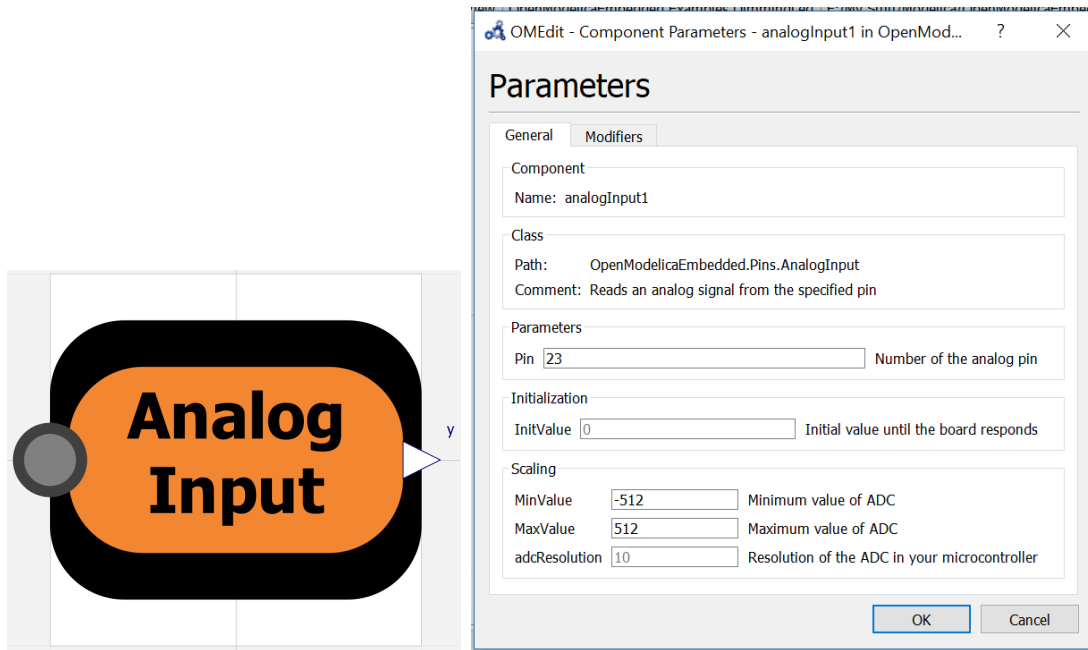 OMEdit - Component Parameters - analogInput1 in OpenMod... ?
Parameters
General Modifiers
Component
Name: analogInput1
Class
Path: OpenModelicaEmbedded.Pins.AnalogInput
Comment: Reads an analog signal from the specified pin
Parameters
Pin 23 Number of the analog pin
Initialization
InitValue 0 Initial value until the board responds
Scaling
MinValue -512 Minimum value of ADC
MaxValue 512 Maximum value of ADC
adcResolution 10 Resolution of the ADC in your microcontroller
OK Cancel
Analog
Input
y